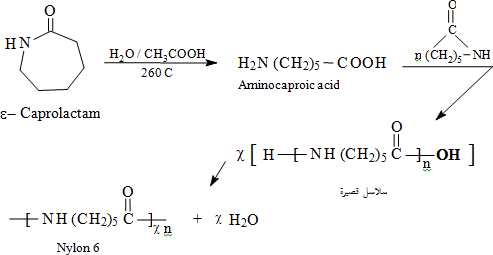 O
HN
ε– Caprolactam
H₂O / CH₃COOH
260 C
H₂N (CH₂)₅ – COOH
Aminocaproic acid
O
C
n (CH₂)₅ – NH
χ [ H –[– NH (CH₂)₅ C –]–n OH ]
O
سلاسل قصيرة
–[– NH (CH₂)₅ C –]–χ n + χ H₂O
O
Nylon 6